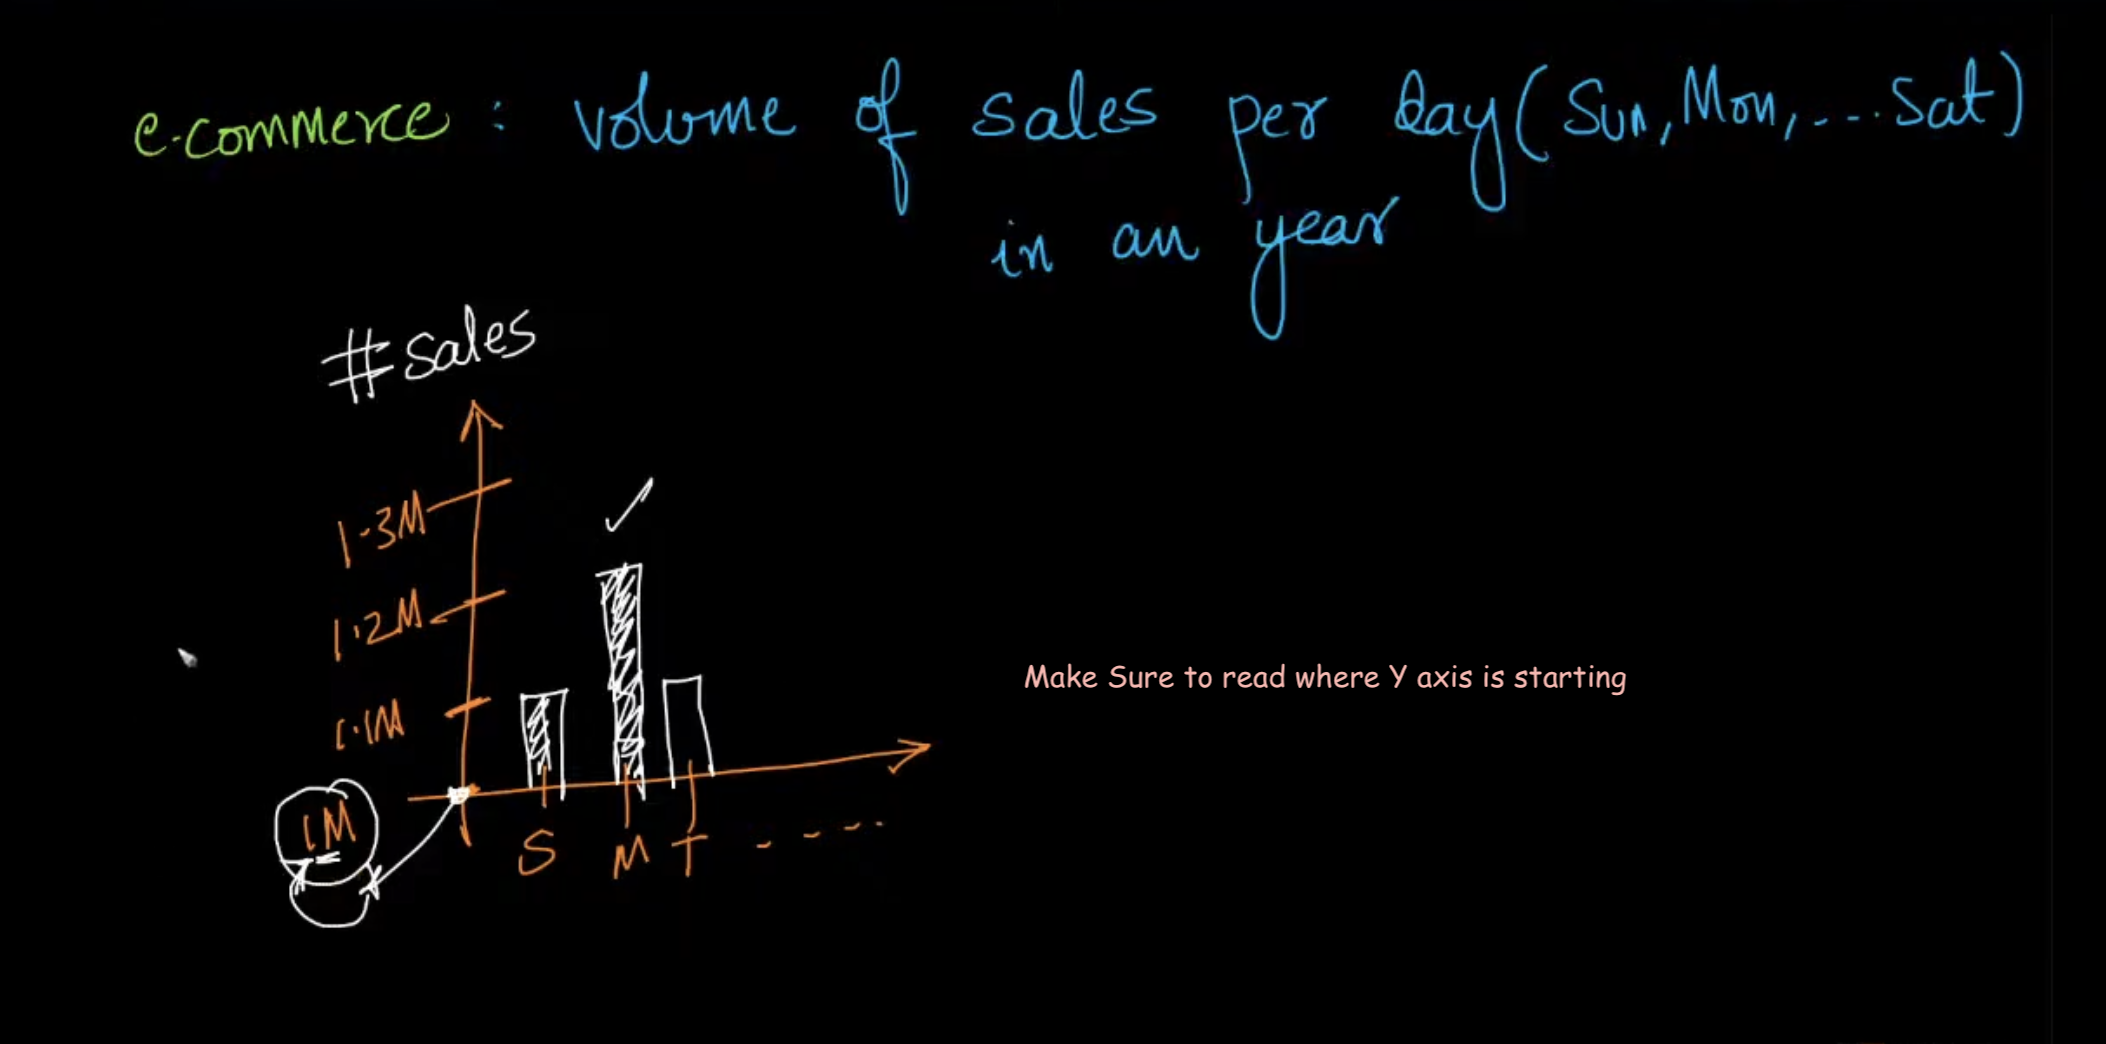 e-commerce : volume of sales per day (Sun, Mon, ... Sat)
in an year
#sales
1.3M
1.2M
Make Sure to read where Y axis is starting
1.1M
1M
S M T ----